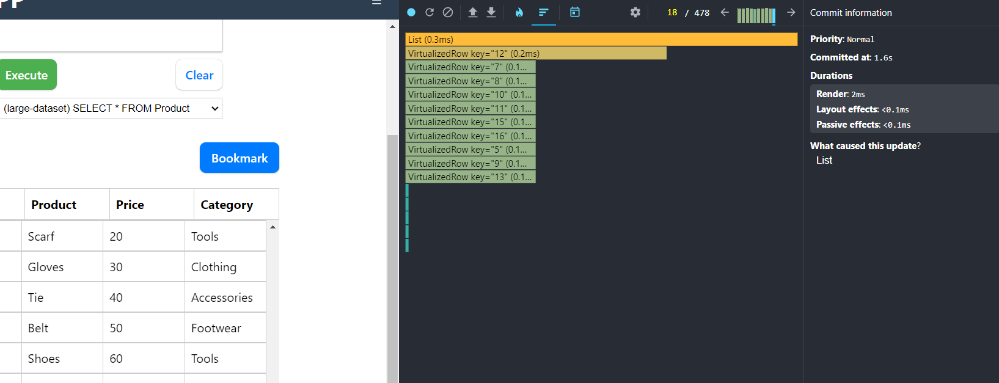 PP
Execute
Clear
(large-dataset) SELECT * FROM Product
Bookmark
Product Price Category
Scarf 20 Tools
Gloves 30 Clothing
Tie 40 Accessories
Belt 50 Footwear
Shoes 60 Tools
18 / 478
List (0.3ms)
VirtualizedRow key="12" (0.2ms)
VirtualizedRow key="7" (0.1...
VirtualizedRow key="8" (0.1...
VirtualizedRow key="10" (0.1...
VirtualizedRow key="11" (0.1...
VirtualizedRow key="15" (0.1...
VirtualizedRow key="16" (0.1...
VirtualizedRow key="5" (0.1...
VirtualizedRow key="9" (0.1...
VirtualizedRow key="13" (0.1...
Commit information
Priority: Normal
Committed at: 1.6s
Durations
Render: 2ms
Layout effects: <0.1ms
Passive effects: <0.1ms
What caused this update?
List